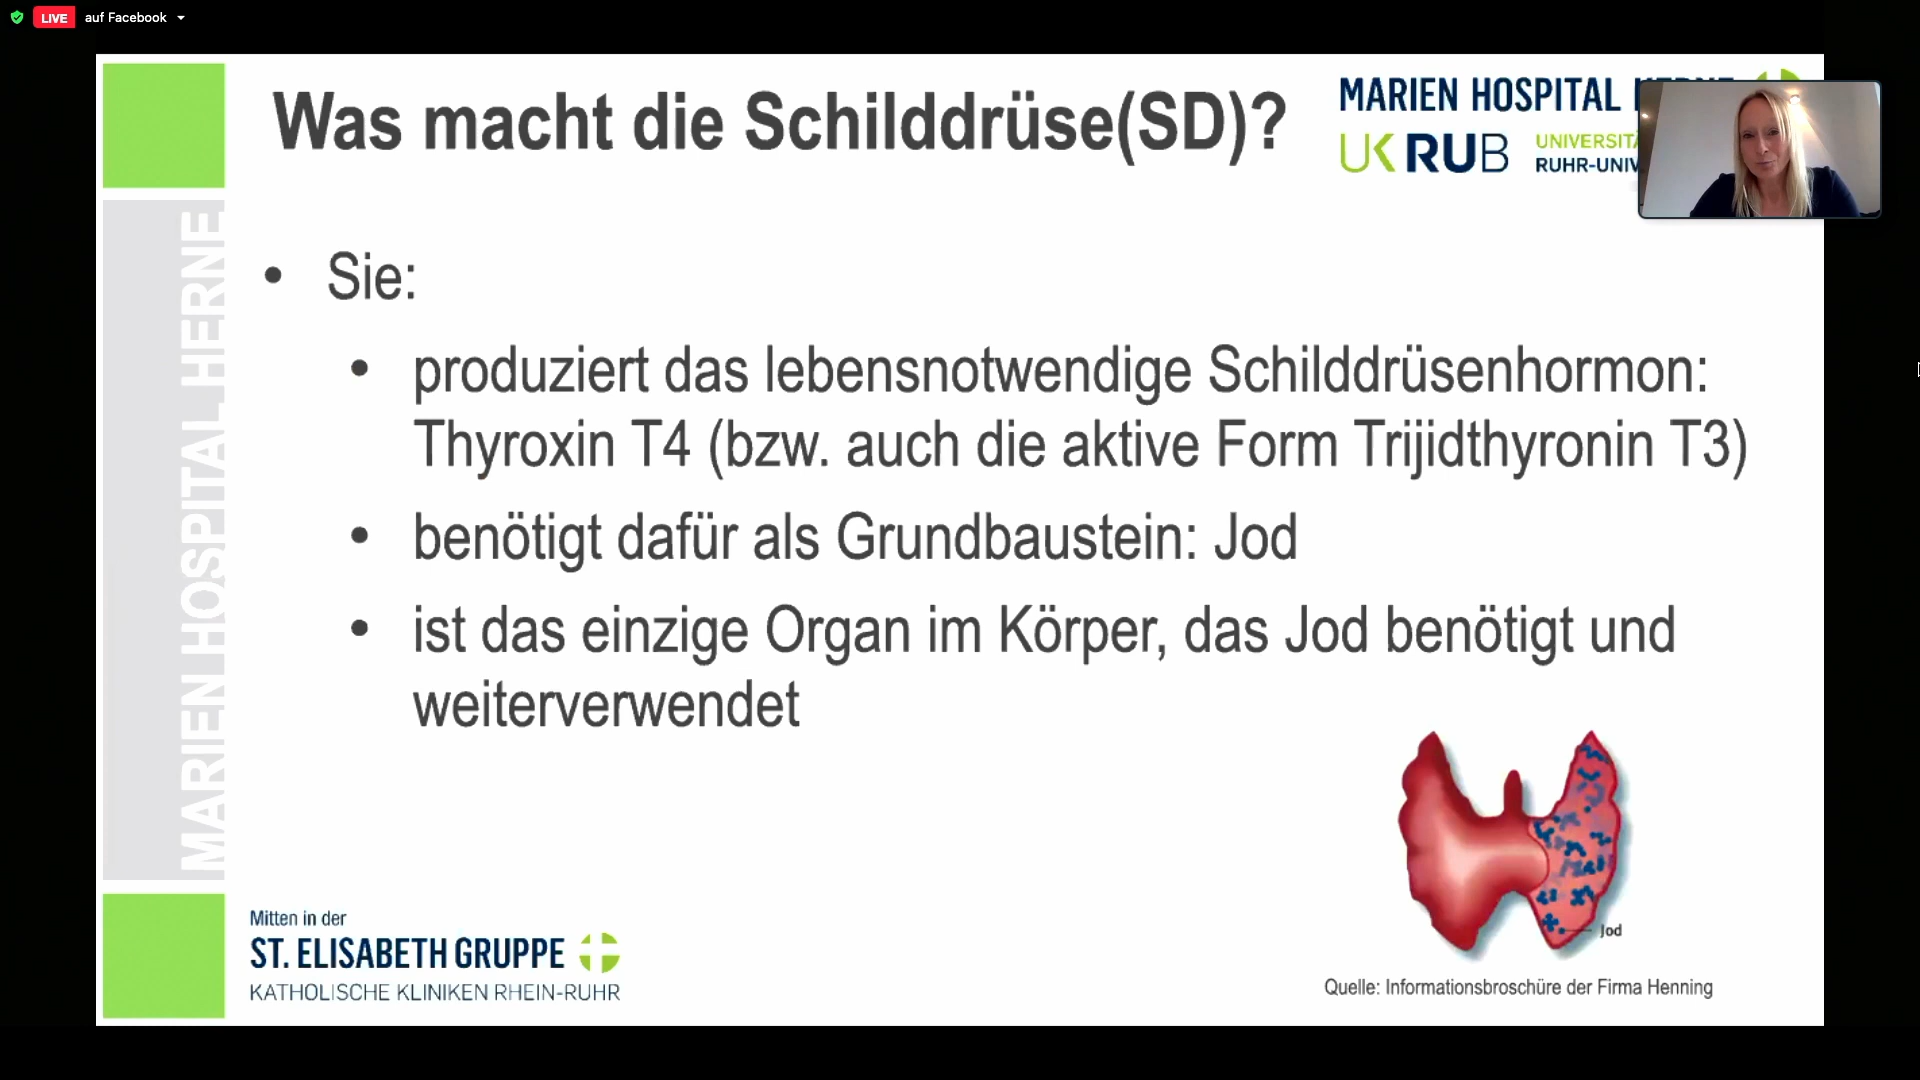 LIVE auf Facebook
Was macht die Schilddrüse(SD)?
MARIEN HOSPITAL
UK RUB
RUHR-UNIV
MARIEN HOSPITAL HERNE
• Sie:
• produziert das lebensnotwendige Schilddrüsenhormon:
Thyroxin T4 (bzw. auch die aktive Form Trijidthyronin T3)
• benötigt dafür als Grundbaustein: Jod
• ist das einzige Organ im Körper, das Jod benötigt und
weiterverwendet
Jod
Quelle: Informationsbroschüre der Firma Henning
Mitten in der
ST. ELISABETH GRUPPE
KATHOLISCHE KLINIKEN RHEIN-RUHR